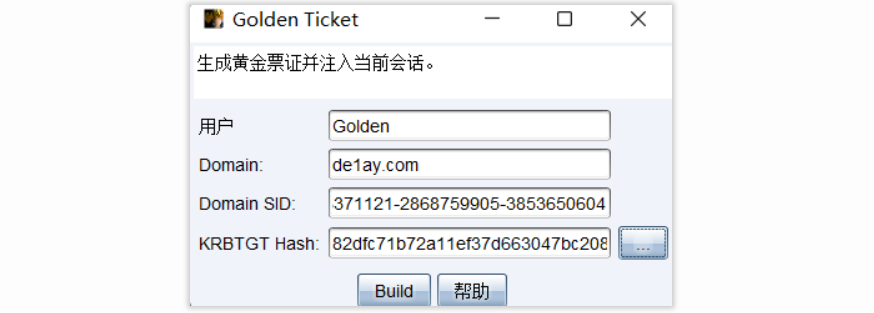 Golden Ticket
生成黄金票证并注入当前会话。
用户 Golden
Domain: de1ay.com
Domain SID: 371121-2868759905-3853650604
KRBTGT Hash: 82dfc71b72a11ef37d663047bc208 ...
Build 帮助